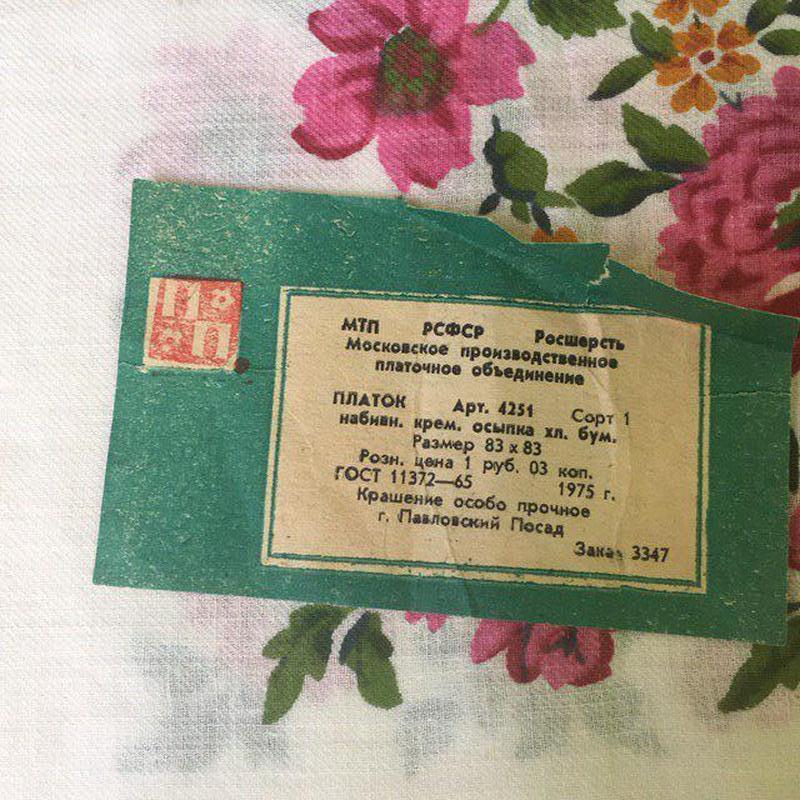 П П
МТП РСФСР Росшерсть
Московское производственное
платочное объединение
ПЛАТОК Арт. 4251 Сорт 1
набивн. крем. осыпка хл. бум.
Размер 83 х 83
Розн. цена 1 руб. 03 коп.
ГОСТ 11372—65 1975 г.
Крашение особо прочное
г. Павловский Посад
Заказ 3347